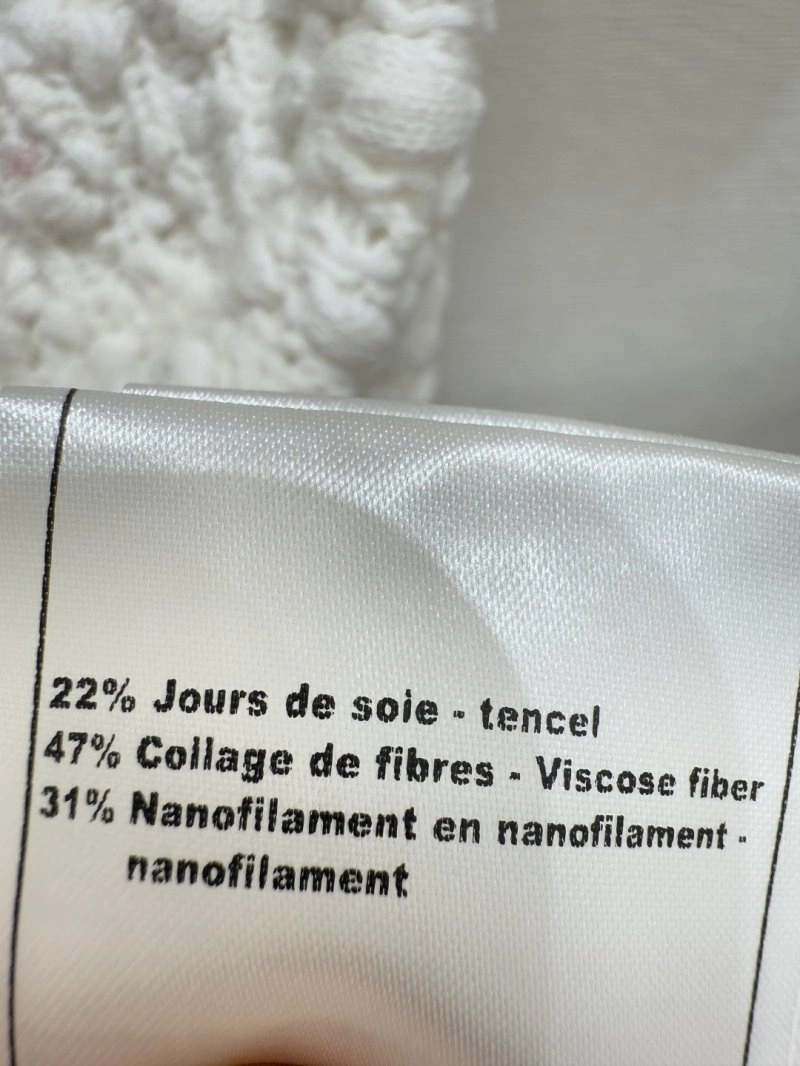 22% Jours de soie - tencel
47% Collage de fibres - Viscose fiber
31% Nanofilament en nanofilament -
nanofilament